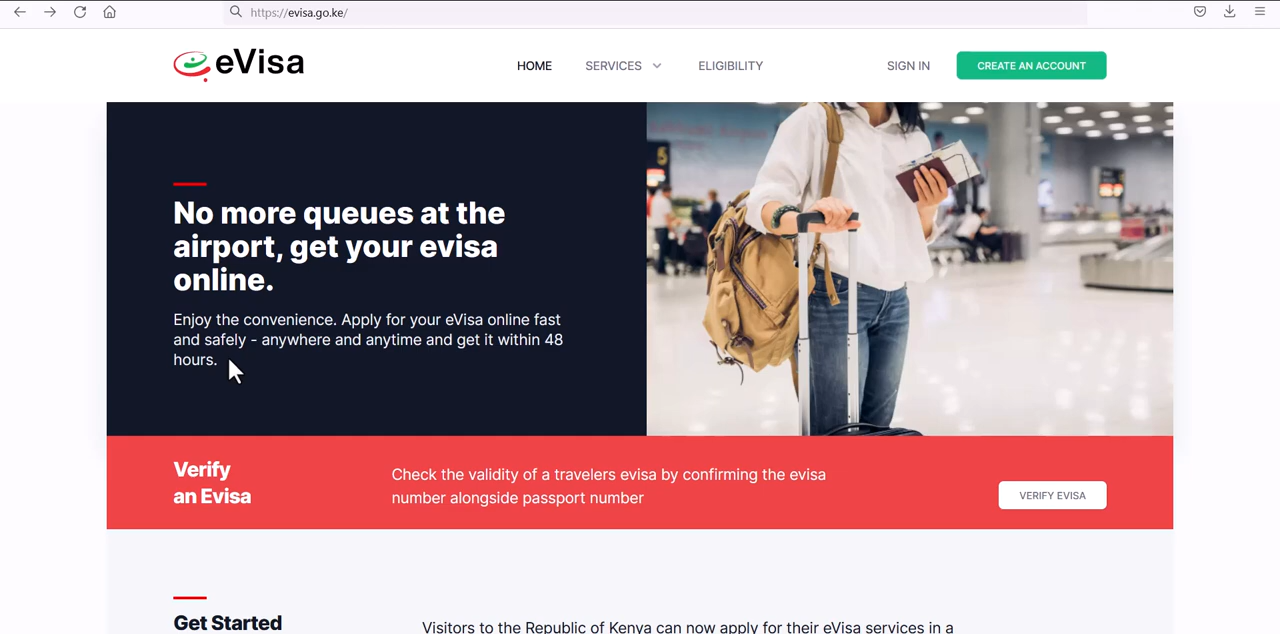 https://evisa.go.ke/
eVisa
HOME
SERVICES
ELIGIBILITY
SIGN IN
CREATE AN ACCOUNT
No more queues at the
airport, get your evisa
online.
Enjoy the convenience. Apply for your eVisa online fast
and safely - anywhere and anytime and get it within 48
hours.
Verify
an Evisa
Check the validity of a travelers evisa by confirming the evisa
number alongside passport number
VERIFY EVISA
Get Started
Visitors to the Republic of Kenya can now apply for their eVisa services in a